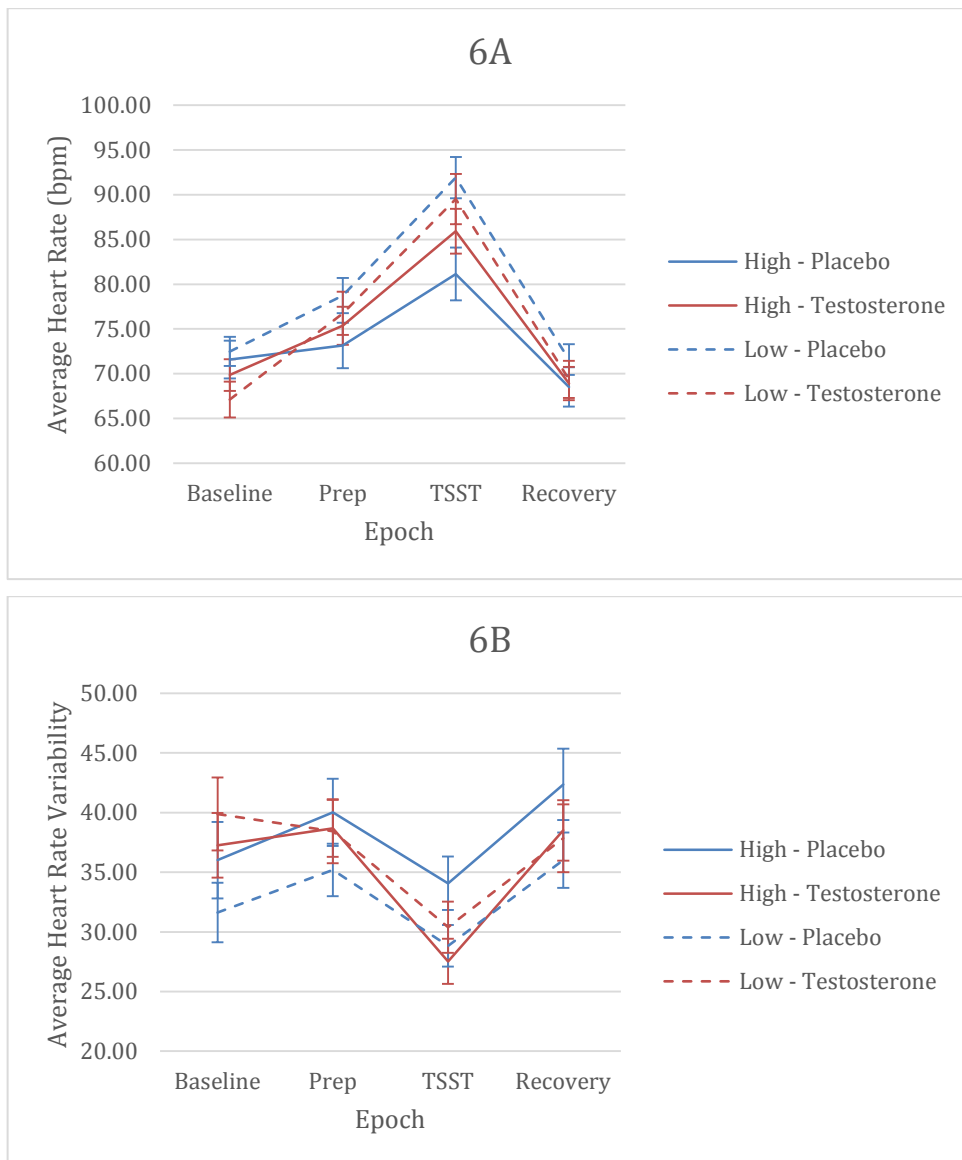 6A
Average Heart Rate (bpm)
100.00
95.00
90.00
85.00
80.00
75.00
70.00
65.00
60.00
Baseline Prep TSST Recovery
Epoch
High - Placebo
High - Testosterone
Low - Placebo
Low - Testosterone
6B
Average Heart Rate Variability
50.00
45.00
40.00
35.00
30.00
25.00
20.00
Baseline Prep TSST Recovery
Epoch
High - Placebo
High - Testosterone
Low - Placebo
Low - Testosterone